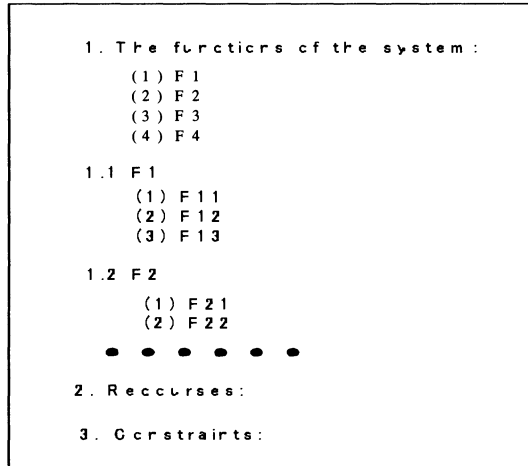 1. The functions of the system:
(1) F1
(2) F2
(3) F3
(4) F4
1.1 F1
(1) F11
(2) F12
(3) F13
1.2 F2
(1) F21
(2) F22
● ● ● ● ● ●
2. Reccurses:
3. Constraints: